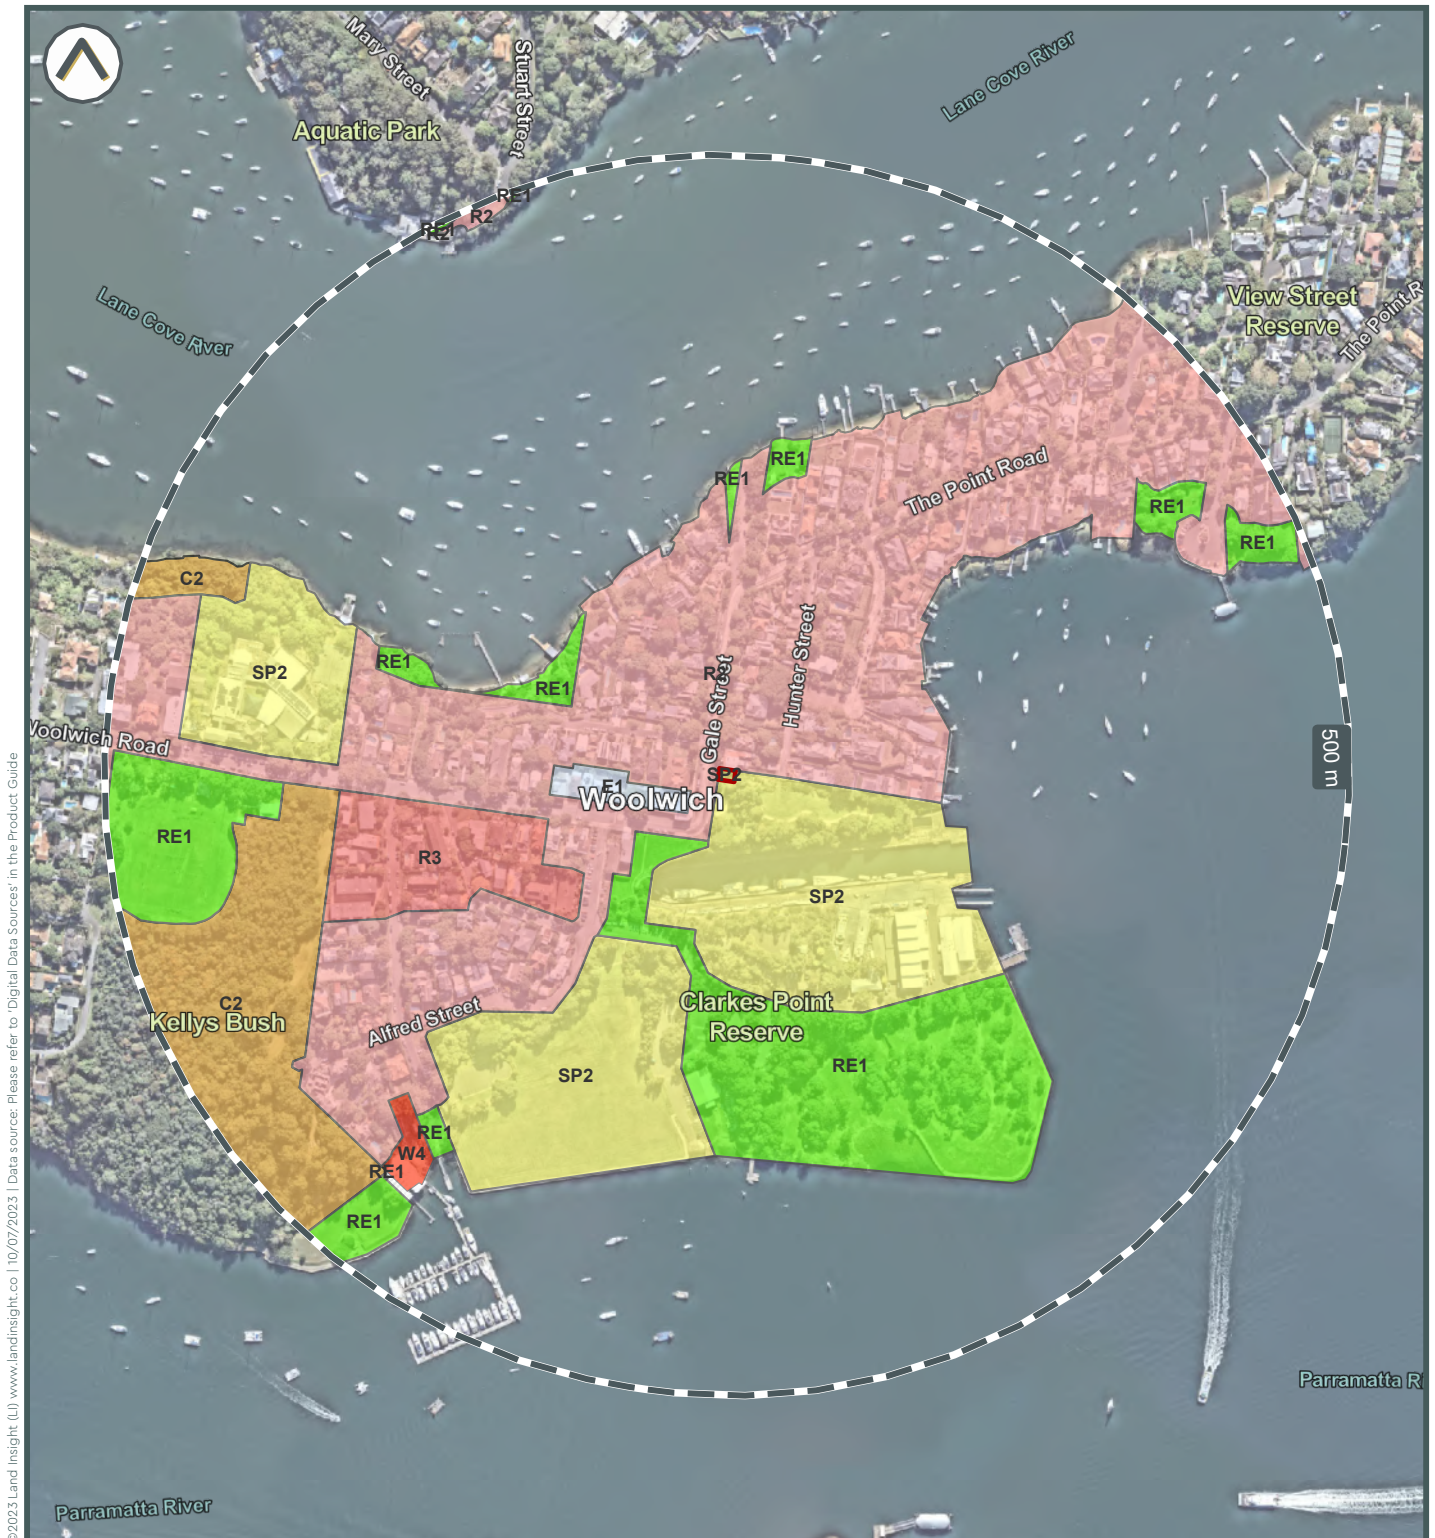 Mary Street
Stuart Street
Lane Cove River
Aquatic Park
RE1
R2
RE1
R2
View Street
Reserve
The Point R
Lane Cove River
RE1
RE1
The Point Road
RE1
RE1
C2
SP2
RE1
RE1
R2
Gale Street
Hunter Street
Woolwich Road
SP2
E1
Woolwich
500 m
RE1
R3
SP2
C2
Kellys Bush
Alfred Street
Clarkes Point
Reserve
SP2
RE1
RE1
W4
RE1
RE1
Parramatta Ri
Parramatta River
©2023 Land Insight (LI) www.landinsight.co | 10/07/2023 | Data source: Please refer to 'Digital Data Sources' in the Product Guide